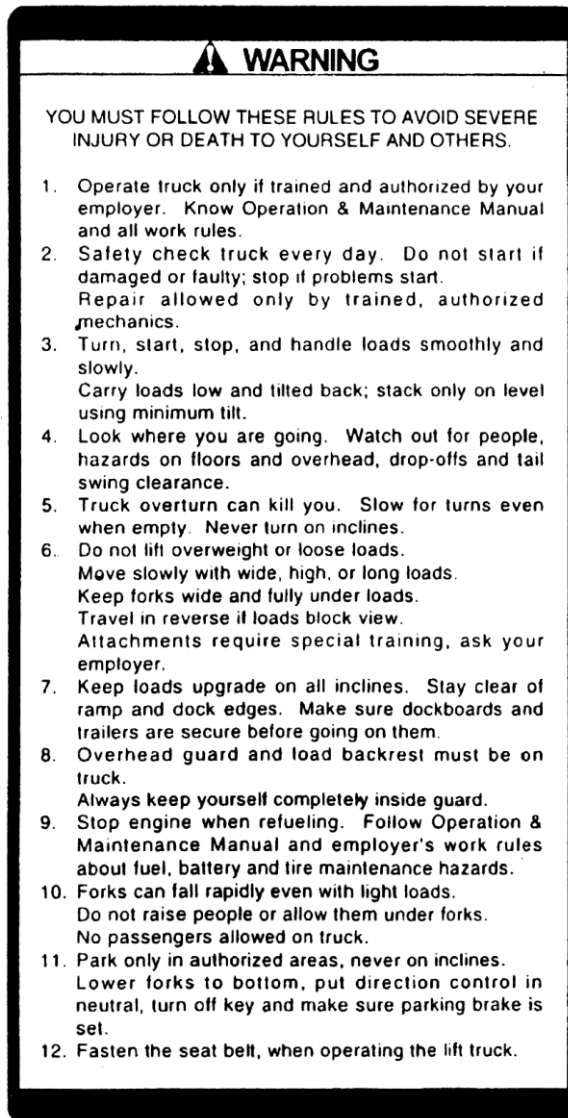 WARNING
YOU MUST FOLLOW THESE RULES TO AVOID SEVERE
INJURY OR DEATH TO YOURSELF AND OTHERS.
1. Operate truck only if trained and authorized by your
employer. Know Operation & Maintenance Manual
and all work rules.
2. Safety check truck every day. Do not start if
damaged or faulty; stop if problems start.
Repair allowed only by trained, authorized
mechanics.
3. Turn, start, stop, and handle loads smoothly and
slowly.
Carry loads low and tilted back; stack only on level
using minimum tilt.
4. Look where you are going. Watch out for people,
hazards on floors and overhead, drop-offs and tail
swing clearance.
5. Truck overturn can kill you. Slow for turns even
when empty. Never turn on inclines.
6. Do not lift overweight or loose loads.
Move slowly with wide, high, or long loads.
Keep forks wide and fully under loads.
Travel in reverse if loads block view.
Attachments require special training, ask your
employer.
7. Keep loads upgrade on all inclines. Stay clear of
ramp and dock edges. Make sure dockboards and
trailers are secure before going on them.
8. Overhead guard and load backrest must be on
truck.
Always keep yourself completely inside guard.
9. Stop engine when refueling. Follow Operation &
Maintenance Manual and employer's work rules
about fuel, battery and tire maintenance hazards.
10. Forks can fall rapidly even with light loads.
Do not raise people or allow them under forks.
No passengers allowed on truck.
11. Park only in authorized areas, never on inclines.
Lower forks to bottom, put direction control in
neutral, turn off key and make sure parking brake is
set.
12. Fasten the seat belt, when operating the lift truck.